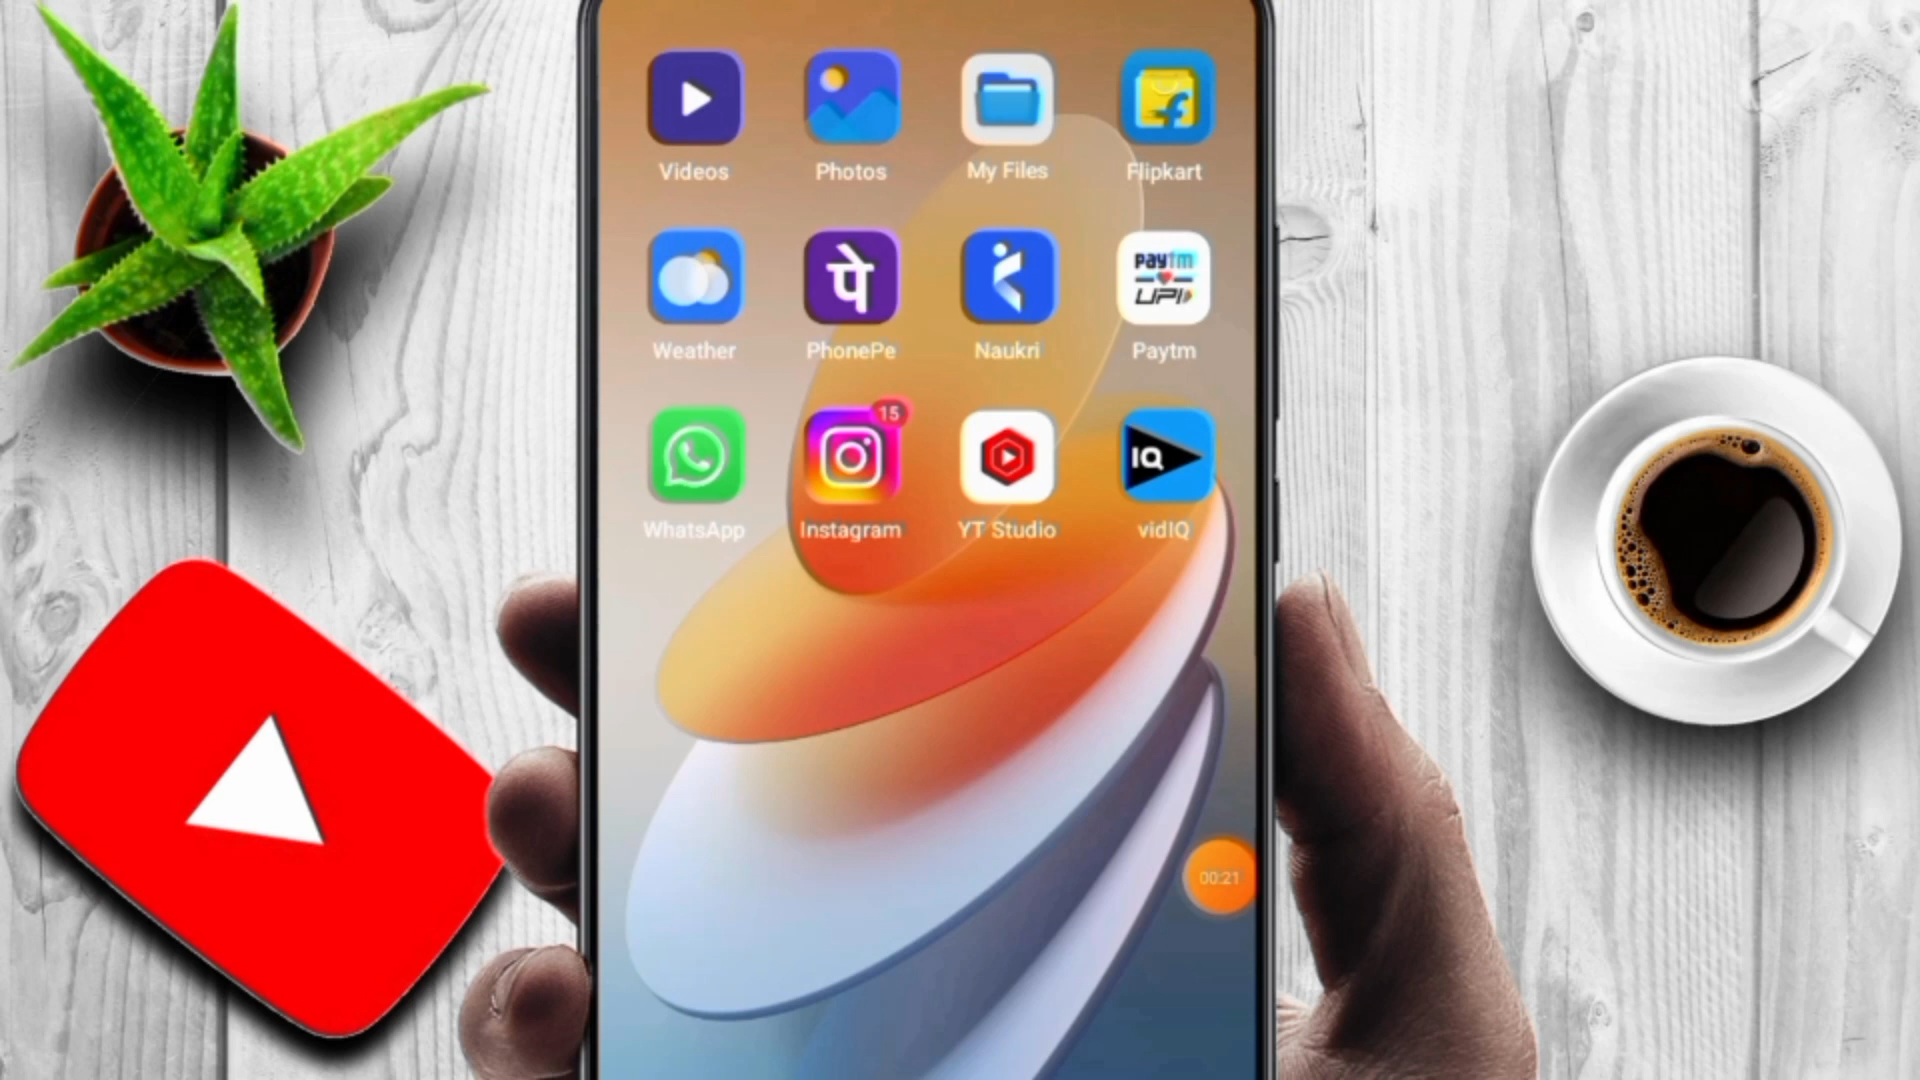 Videos Photos My Files Flipkart
पे paytm
UPI
Weather PhonePe Naukri Paytm
15
IQ
WhatsApp Instagram YT Studio vidIQ
00:21